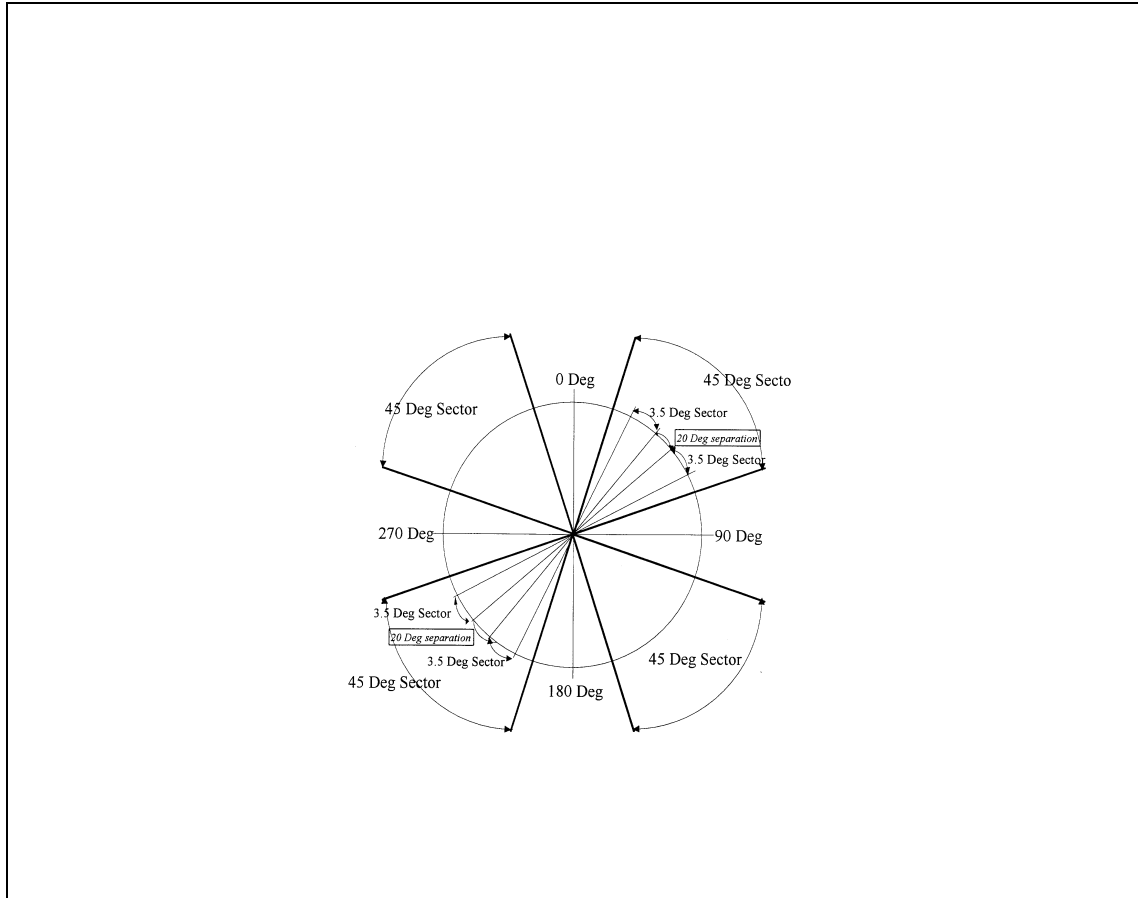 0 Deg
45 Deg Secto
45 Deg Sector
3.5 Deg Sector
20 Deg separation
3.5 Deg Sector
270 Deg
90 Deg
3.5 Deg Sector
20 Deg separation
3.5 Deg Sector
45 Deg Sector
45 Deg Sector
180 Deg